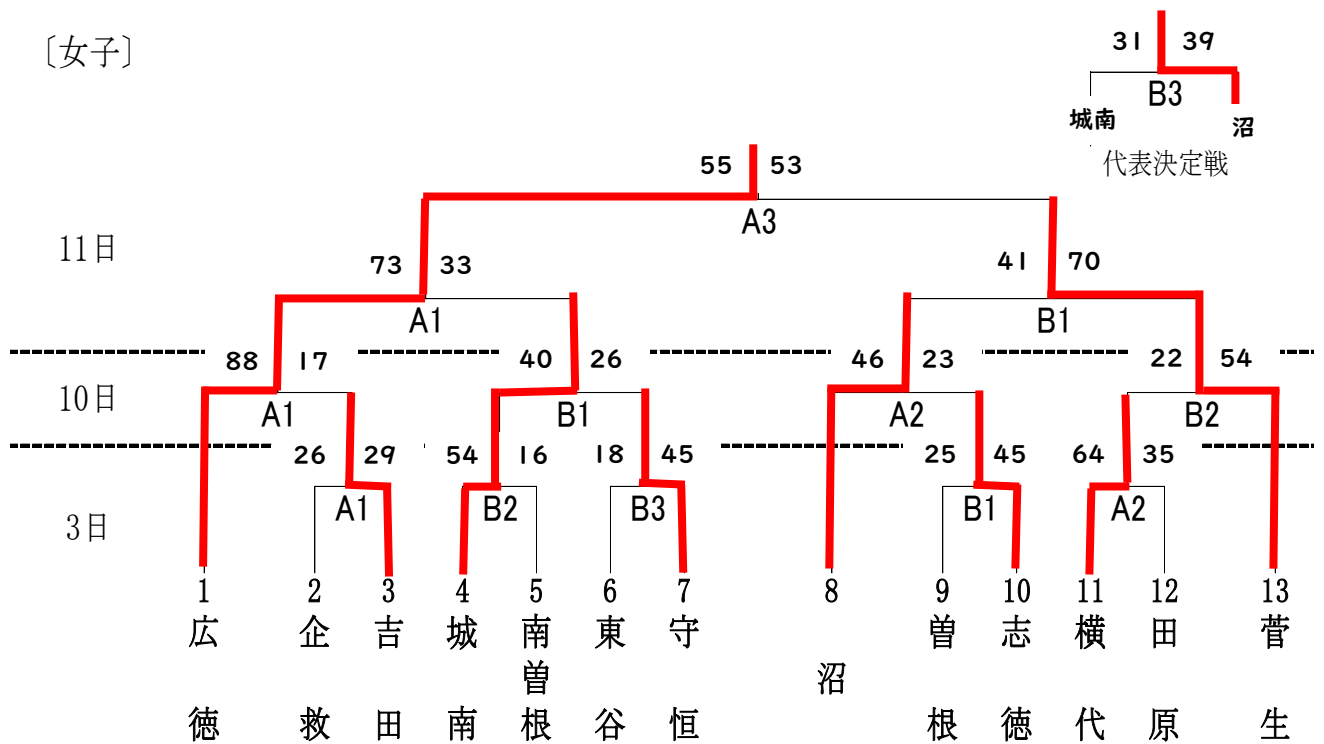 〔女子〕
31 39
B3
城南 沼
代表決定戦
55 53
A3
11日
73 33
41 70
A1
B1
88 17
40 26
46 23
22 54
10日
A1
B1
A2
B2
26 29
54 16
18 45
25 45
64 35
A1
B2
B3
B1
A2
3日
1 2 3 4 5 6 7 8 9 10 11 12 13
広徳
企救
吉田
城南
南曽根
東谷
守恒
沼
曽根
志徳
横代
田原
菅生